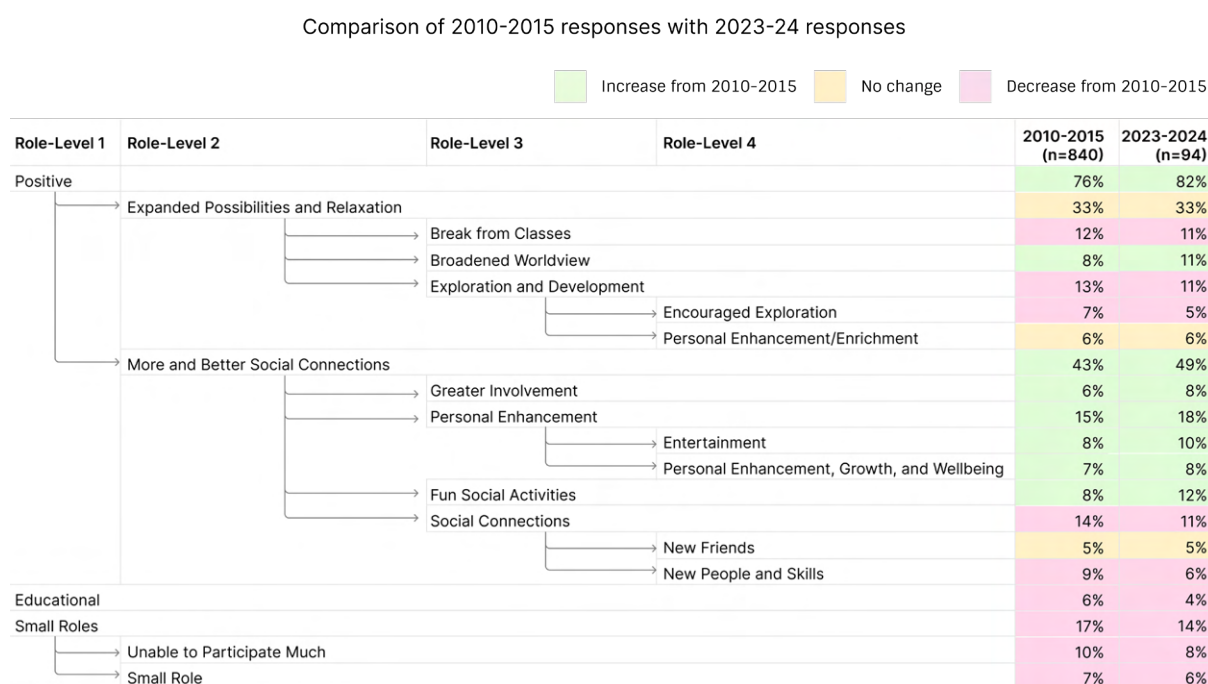 Comparison of 2010-2015 responses with 2023-24 responses
Increase from 2010-2015 No change Decrease from 2010-2015
Role-Level 1 Role-Level 2 Role-Level 3 Role-Level 4 2010-2015 (n=840) 2023-2024 (n=94)
Positive 76% 82%
Expanded Possibilities and Relaxation 33% 33%
Break from Classes 12% 11%
Broadened Worldview 8% 11%
Exploration and Development 13% 11%
Encouraged Exploration 7% 5%
Personal Enhancement/Enrichment 6% 6%
More and Better Social Connections 43% 49%
Greater Involvement 6% 8%
Personal Enhancement 15% 18%
Entertainment 8% 10%
Personal Enhancement, Growth, and Wellbeing 7% 8%
Fun Social Activities 8% 12%
Social Connections 14% 11%
New Friends 5% 5%
New People and Skills 9% 6%
Educational 6% 4%
Small Roles 17% 14%
Unable to Participate Much 10% 8%
Small Role 7% 6%